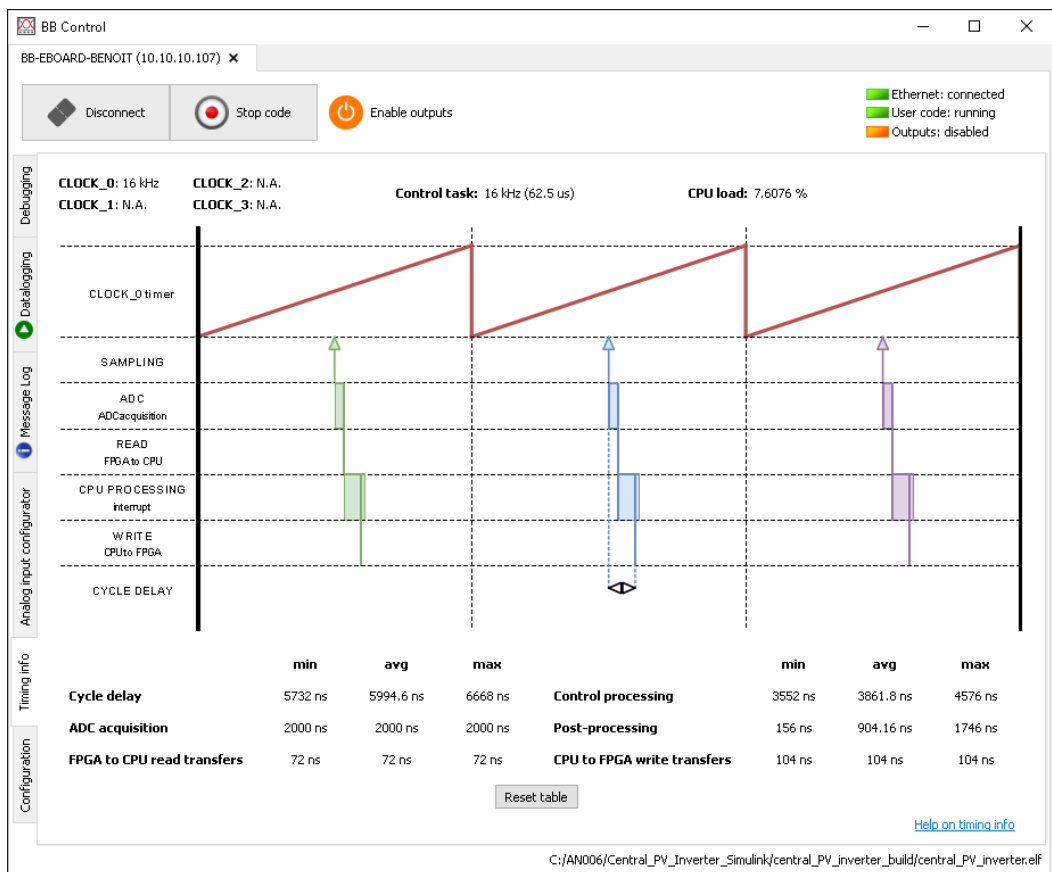 BB Control
BB-EBOARD-BENOIT (10.10.10.107) ×
Disconnect
Stop code
Enable outputs
Ethernet: connected
User code: running
Outputs: disabled
Debugging
Datalogging
Message Log
Analog input configurator
Timing info
Configuration
CLOCK_0: 16 kHz CLOCK_2: N.A.
CLOCK_1: N.A. CLOCK_3: N.A.
Control task: 16 kHz (62.5 us)
CPU load: 7.6076 %
CLOCK_0 timer
SAMPLING
ADC
ADC acquisition
READ
FPGA to CPU
CPU PROCESSING
interrupt
WRITE
CPU to FPGA
CYCLE DELAY
min avg max min avg max
Cycle delay 5732 ns 5994.6 ns 6668 ns Control processing 3552 ns 3861.8 ns 4576 ns
ADC acquisition 2000 ns 2000 ns 2000 ns Post-processing 156 ns 904.16 ns 1746 ns
FPGA to CPU read transfers 72 ns 72 ns 72 ns CPU to FPGA write transfers 104 ns 104 ns 104 ns
Reset table
Help on timing info
C:/AN006/Central_PV_Inverter_Simulink/central_PV_inverter_build/central_PV_inverter.elf